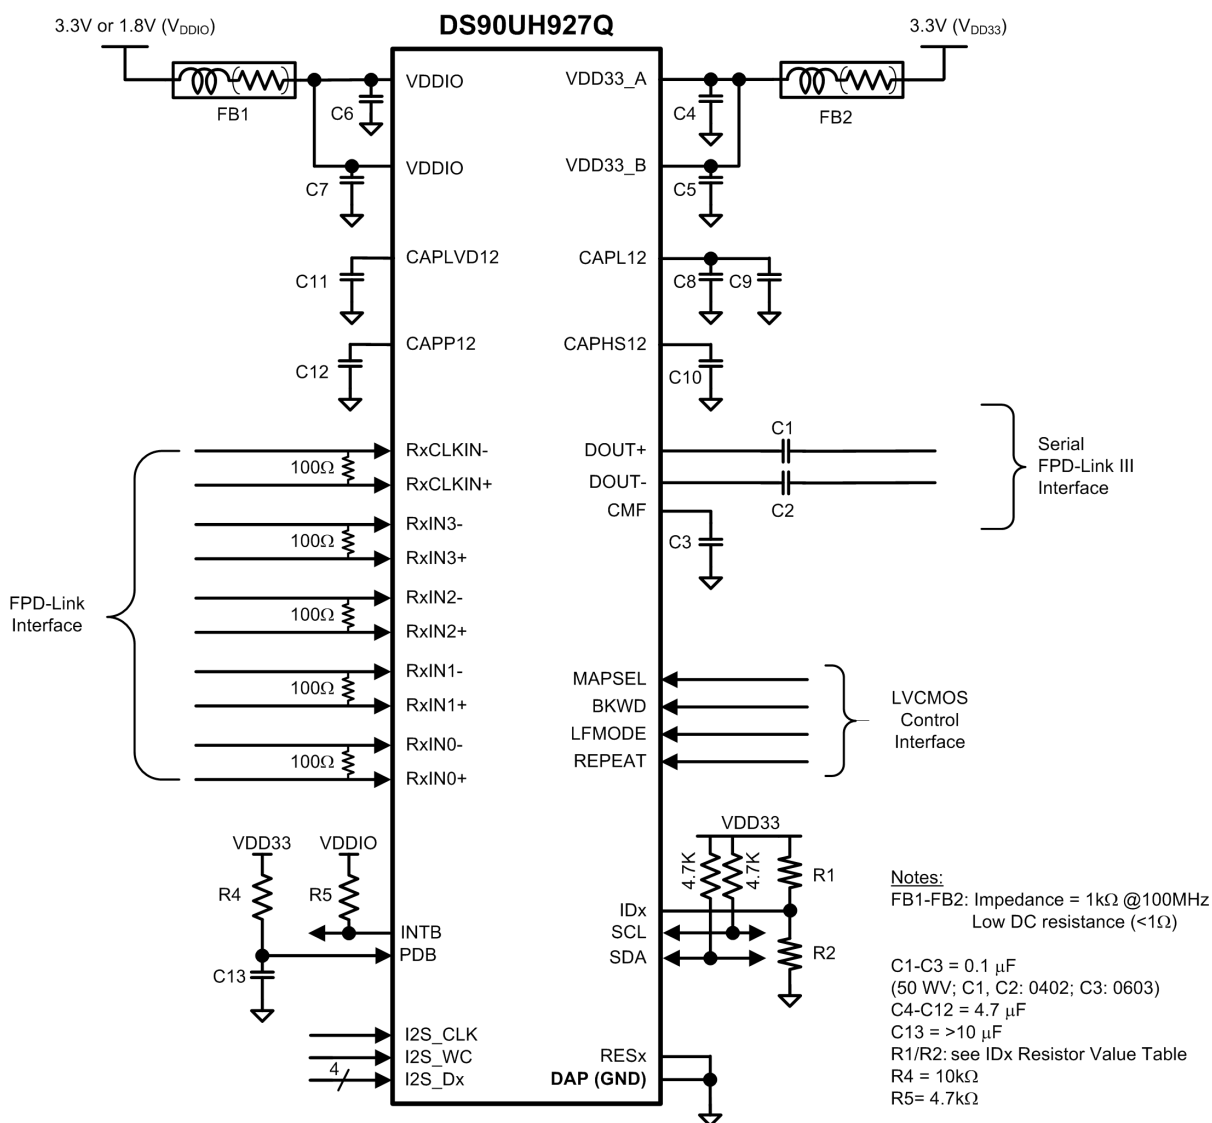 DS90UH927Q
3.3V or 1.8V (VDDIO)
3.3V (VDD33)
FB1
C6
VDDIO
VDD33_A
C4
FB2
C7
VDDIO
VDD33_B
C5
C11
CAPLVD12
CAPL12
C8
C9
C12
CAPP12
CAPHS12
C10
FPD-Link
Interface
RxCLKIN-
100Ω
RxCLKIN+
RxIN3-
100Ω
RxIN3+
RxIN2-
100Ω
RxIN2+
RxIN1-
100Ω
RxIN1+
RxIN0-
100Ω
RxIN0+
DOUT+
C1
DOUT-
C2
CMF
C3
Serial
FPD-Link III
Interface
MAPSEL
BKWD
LFMODE
REPEAT
LVCMOS
Control
Interface
VDD33
VDDIO
R4
R5
INTB
PDB
C13
VDD33
4.7K
4.7K
R1
IDx
SCL
SDA
R2
I2S_CLK
I2S_WC
4
I2S_Dx
RESx
DAP (GND)
Notes:
FB1-FB2: Impedance = 1kΩ @100MHz
Low DC resistance (<1Ω)
C1-C3 = 0.1 μF
(50 WV; C1, C2: 0402; C3: 0603)
C4-C12 = 4.7 μF
C13 = >10 μF
R1/R2: see IDx Resistor Value Table
R4 = 10kΩ
R5= 4.7kΩ